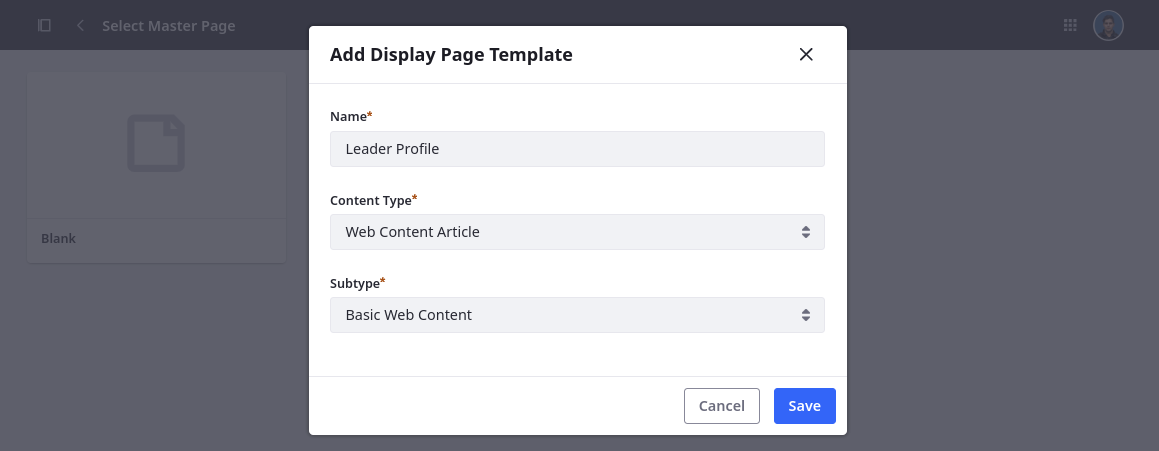 Select Master Page
Add Display Page Template
Name*
Leader Profile
Content Type*
Web Content Article
Subtype*
Basic Web Content
Blank
Cancel
Save